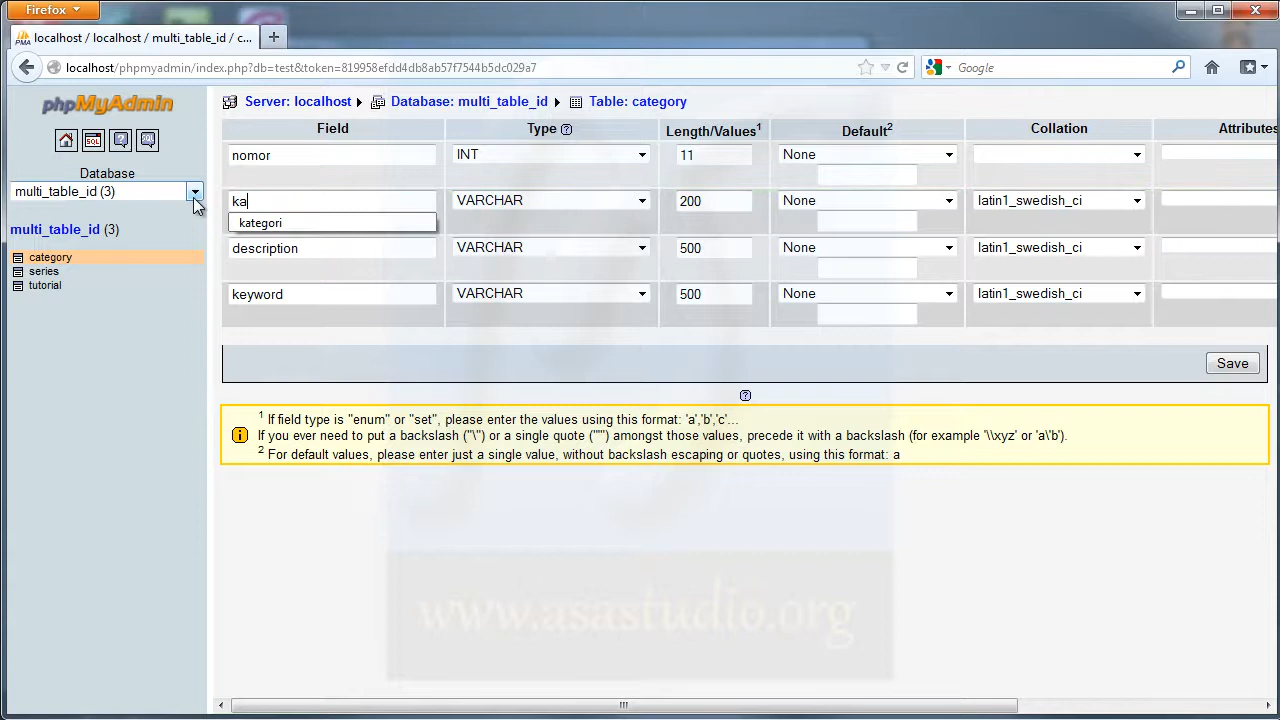 Firefox
localhost / localhost / multi_table_id / c...
localhost/phpmyadmin/index.php?db=test&token=819958efdd4db8ab57f7544b5dc029a7
Google
phpMyAdmin
Server: localhost Database: multi_table_id Table: category
Field Type Length/Values1 Default2 Collation Attributes
SQL
Database
multi_table_id (3)
multi_table_id (3)
category
series
tutorial
nomor INT 11 None
ka VARCHAR 200 None latin1_swedish_ci
kategori
description VARCHAR 500 None latin1_swedish_ci
keyword VARCHAR 500 None latin1_swedish_ci
Save
1 If field type is "enum" or "set", please enter the values using this format: 'a','b','c'...
If you ever need to put a backslash ("\") or a single quote ("'") amongst those values, precede it with a backslash (for example '\\xyz' or 'a\'b').
2 For default values, please enter just a single value, without backslash escaping or quotes, using this format: a
www.asastudio.org